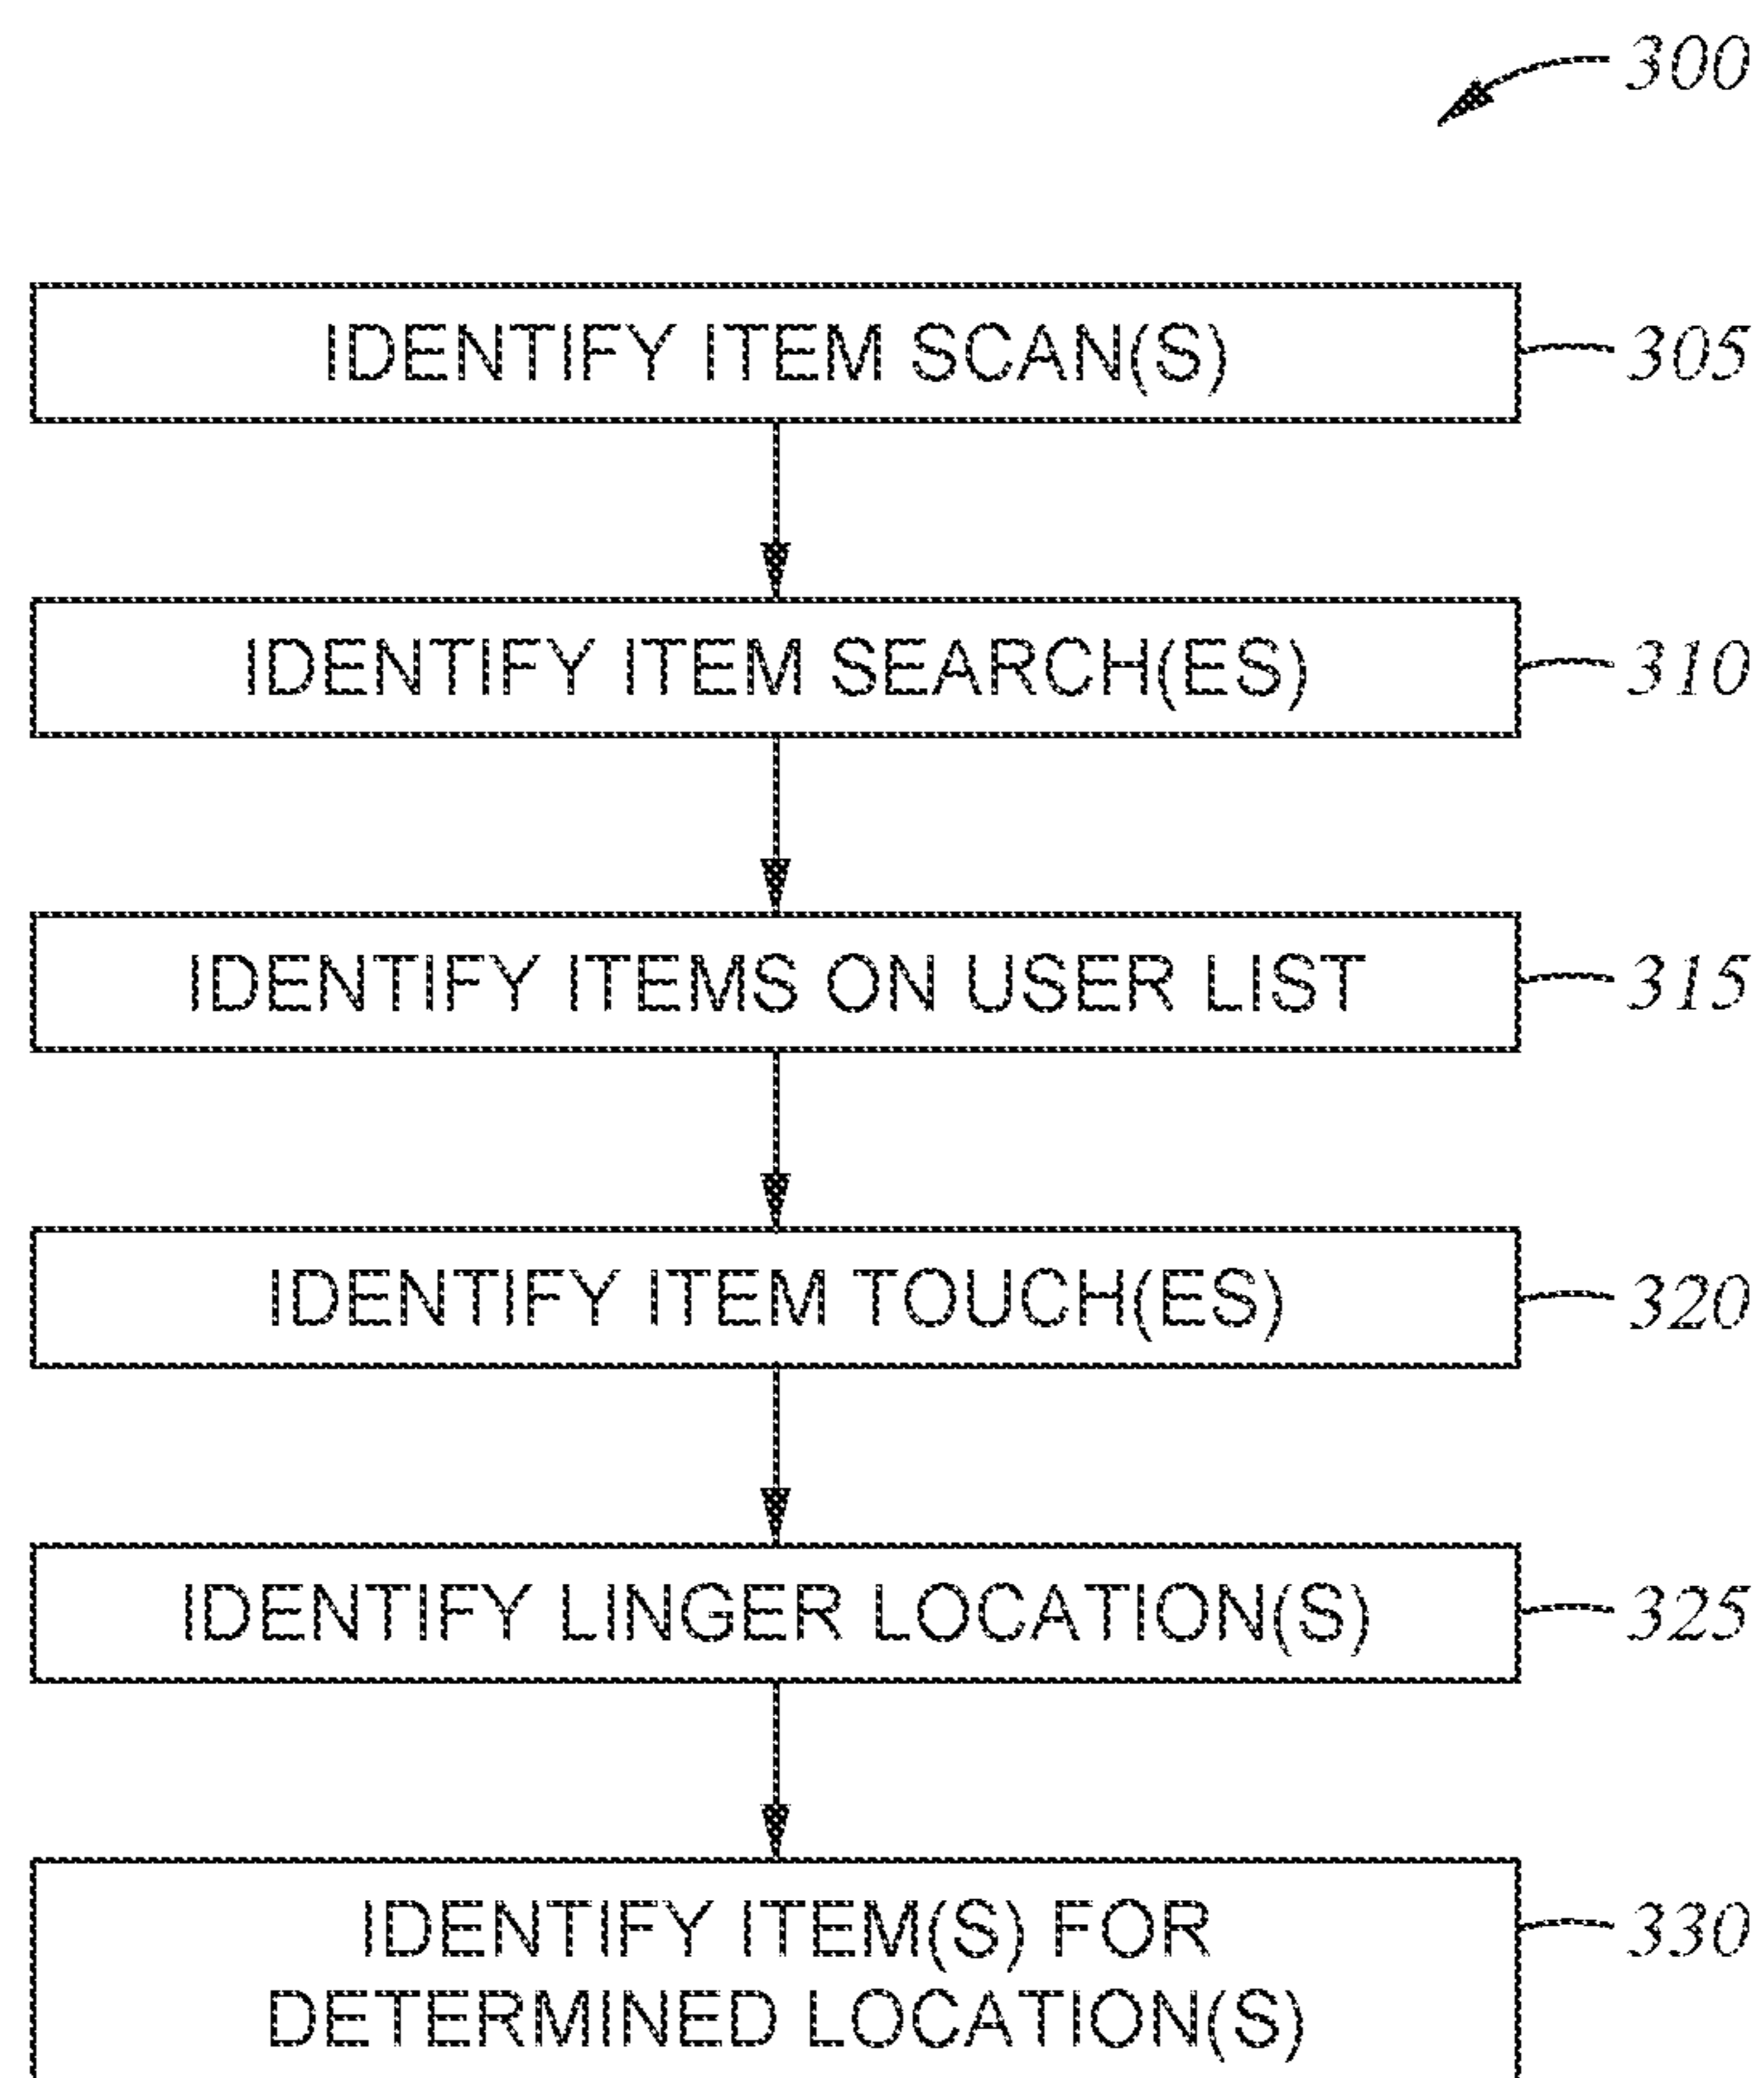 300
IDENTIFY ITEM SCAN(S) 305
IDENTIFY ITEM SEARCH(ES) 310
IDENTIFY ITEMS ON USER LIST 315
IDENTIFY ITEM TOUCH(ES) 320
IDENTIFY LINGER LOCATION(S) 325
IDENTIFY ITEM(S) FOR 330
DETERMINED LOCATION(S)